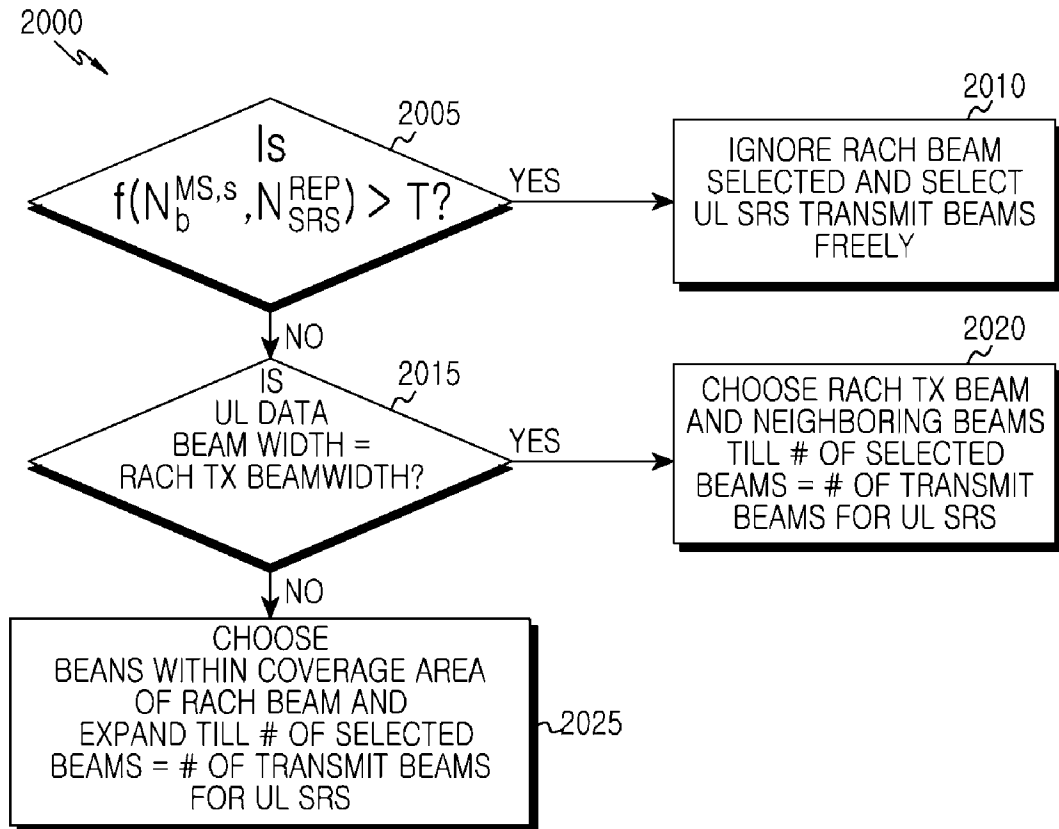 2000
2005
Is
f(N_b^{MS,s}, N_{SRS}^{REP}) > T?
YES
2010
IGNORE RACH BEAM
SELECTED AND SELECT
UL SRS TRANSMIT BEAMS
FREELY
NO
2015
IS
UL DATA
BEAM WIDTH =
RACH TX BEAMWIDTH?
YES
2020
CHOOSE RACH TX BEAM
AND NEIGHBORING BEAMS
TILL # OF SELECTED
BEAMS = # OF TRANSMIT
BEAMS FOR UL SRS
NO
CHOOSE
BEANS WITHIN COVERAGE AREA
OF RACH BEAM AND
EXPAND TILL # OF SELECTED
BEAMS = # OF TRANSMIT BEAMS
FOR UL SRS
2025